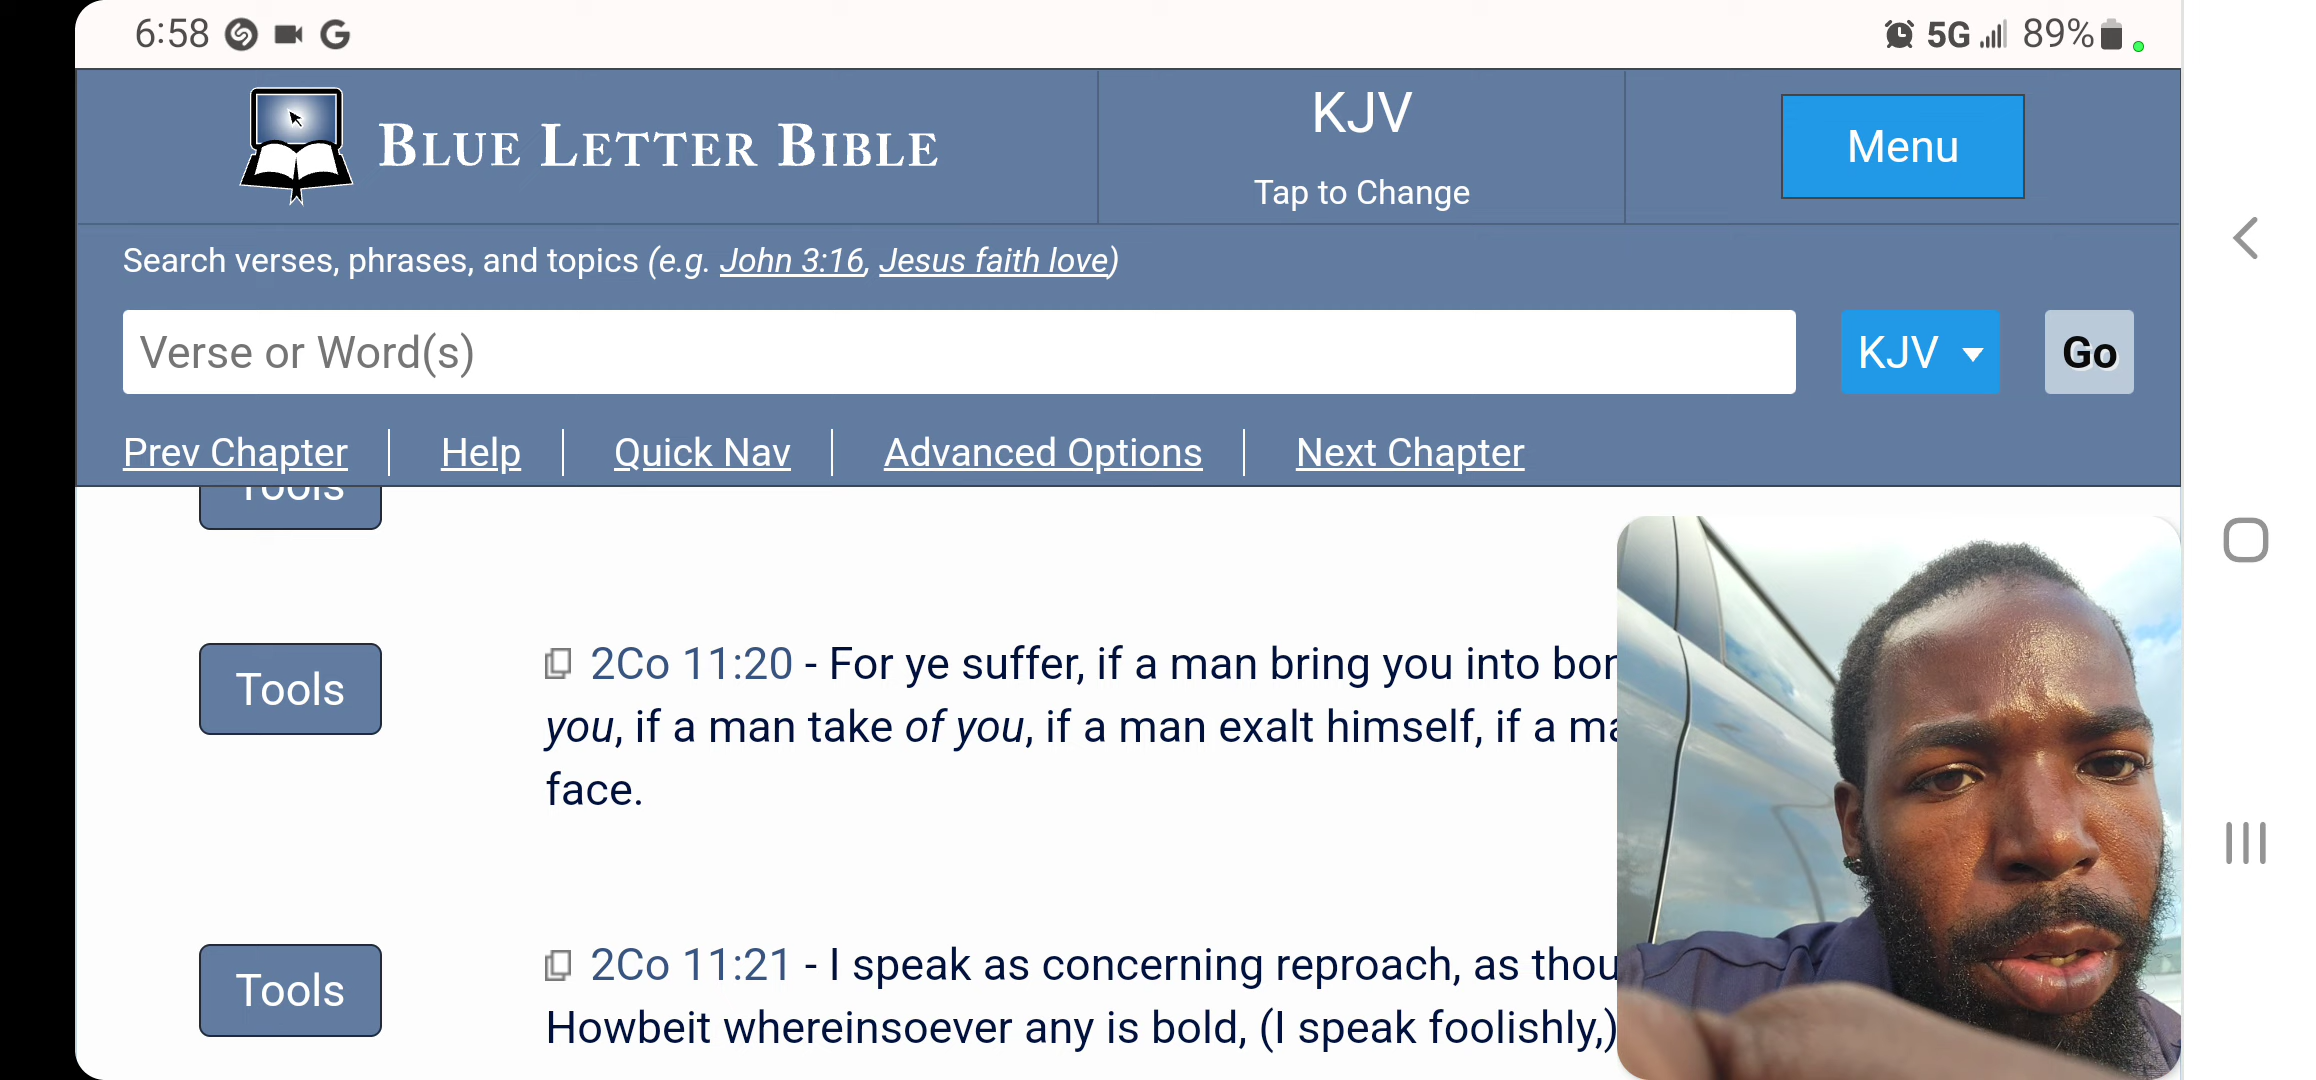 6:58 5G 89%
BLUE LETTER BIBLE
KJV
Tap to Change
Menu
Search verses, phrases, and topics (e.g. John 3:16, Jesus faith love)
Verse or Word(s) KJV Go
Prev Chapter Help Quick Nav Advanced Options Next Chapter
Tools
Tools
2Co 11:20 - For ye suffer, if a man bring you into
you, if a man take of you, if a man exalt himself, if a
face.
Tools
2Co 11:21 - I speak as concerning reproach, as
Howbeit whereinsoever any is bold, (I speak foolishly,)